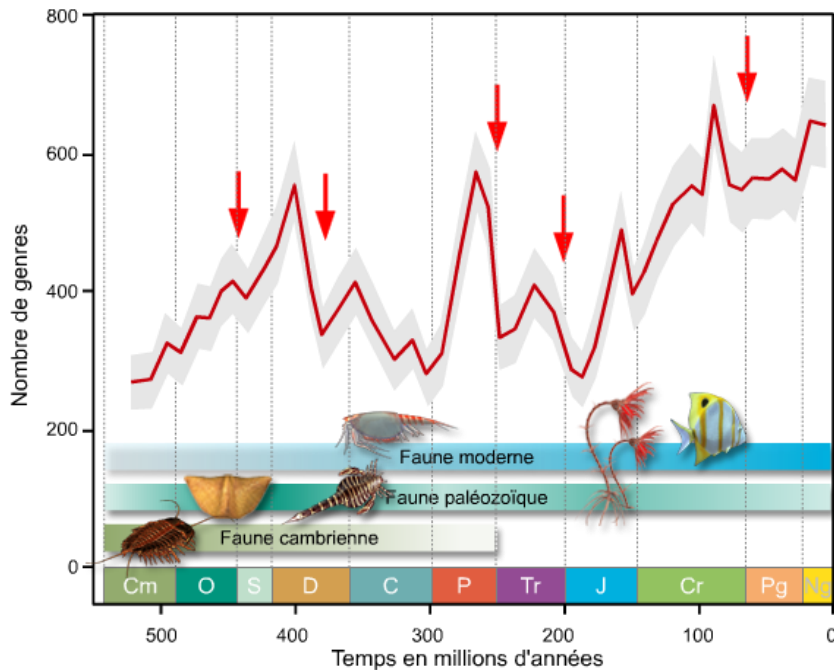 800
600
400
200
0
Nombre de genres
Faune moderne
Faune paléozoïque
Faune cambrienne
Cm O S D C P Tr J Cr Pg Ng
500 400 300 200 100 0
Temps en millions d'années